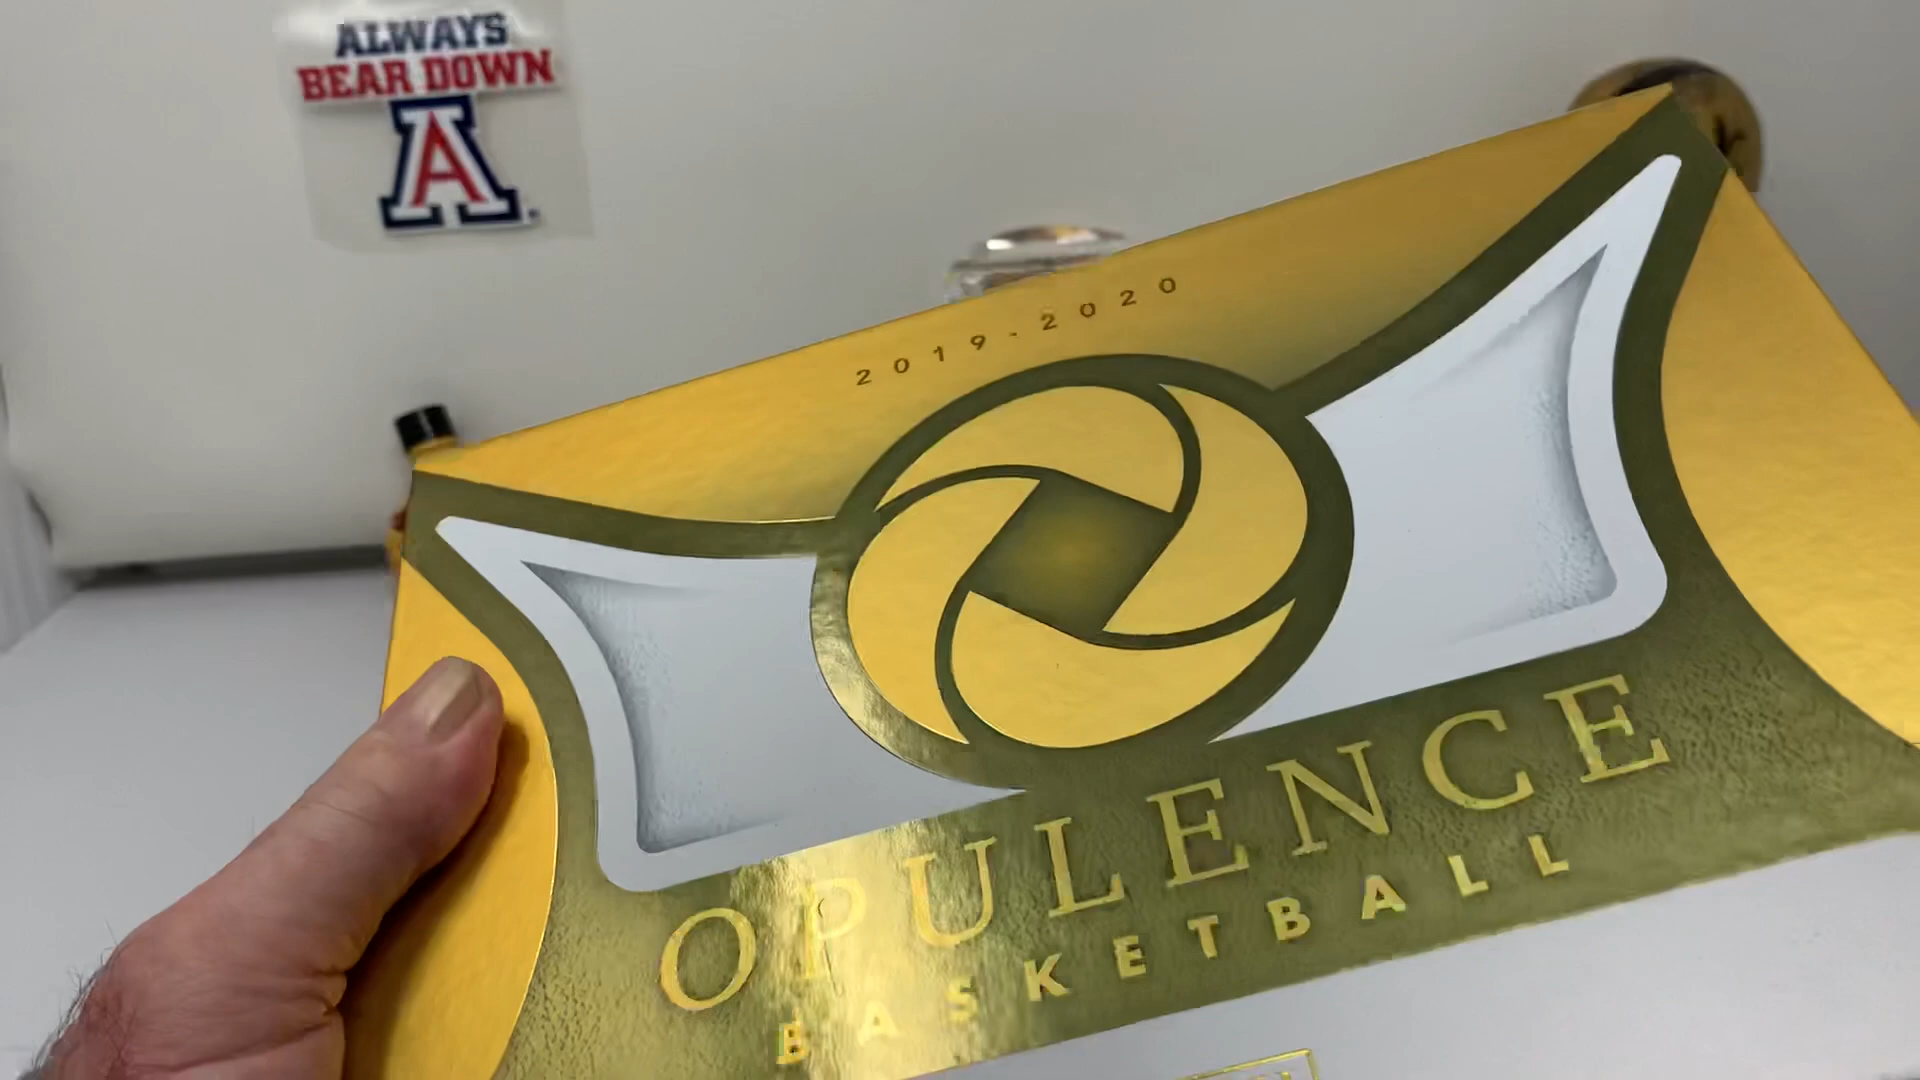 ALWAYS
BEAR DOWN
A
2019-2020
OPULENCE
BASKETBALL